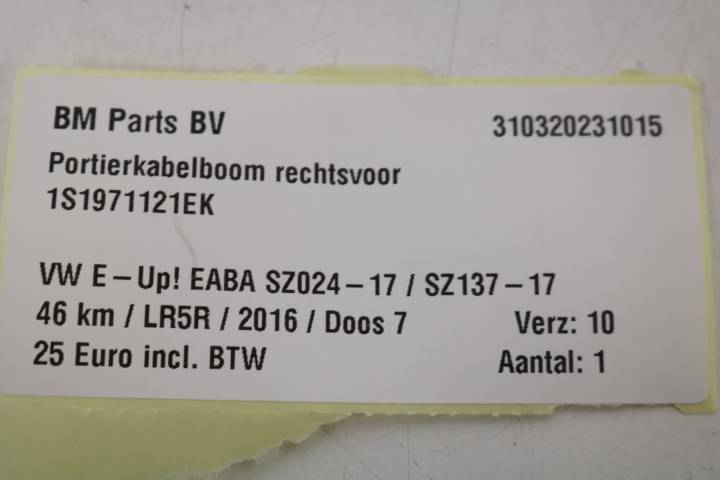 BM Parts BV 310320231015
Portierkabelboom rechtsvoor
1S1971121EK
VW E-Up! EABA SZ024-17 / SZ137-17
46 km / LR5R / 2016 / Doos 7 Verz: 10
25 Euro incl. BTW Aantal: 1